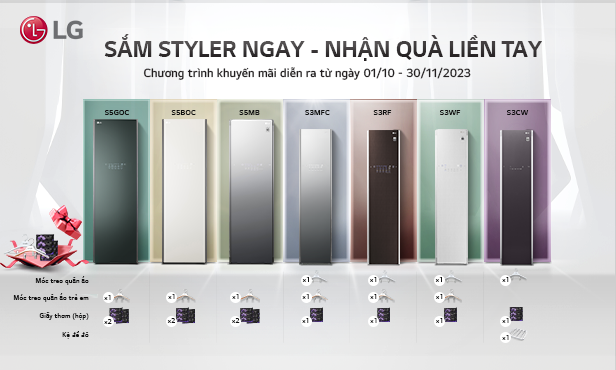 LG
SẮM STYLER NGAY - NHẬN QUÀ LIỀN TAY
Chương trình khuyến mãi diễn ra từ ngày 01/10 - 30/11/2023
S5GOC S5BOC S5MB S3MFC S3RF S3WF S3CW
Móc treo quần áo x1 x1 x1 x1
Móc treo quần áo trẻ em x1 x1 x1 x1 x1 x1
Giấy thơm (hộp) x2 x2 x2 x1 x1 x1 x1
Kệ để đồ x1